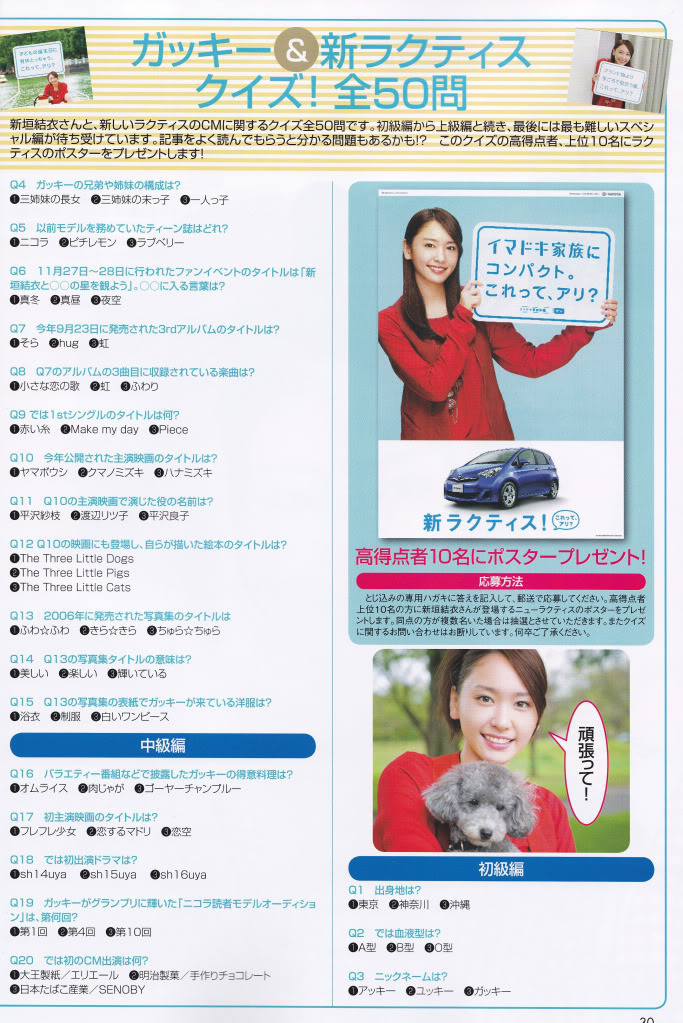 子どもの誕生日に
育休とっちゃう。
これって、アリ?
ガッキー&新ラクティス
クイズ! 全50問
新垣結衣さんと、新しいラクティスのCMに関するクイズ全50問です。初級編から上級編と続き、最後には最も難しいスペシ
ャル編が待ち受けています。記事をよく読んでもらうと分かる問題もあるかも!? このクイズの高得点者、上位10名にラク
ティスのポスターをプレゼントします!
Q4 ガッキーの兄弟や姉妹の構成は?
❶三姉妹の長女 ❷三姉妹の末っ子 ❸一人っ子
Q5 以前モデルを務めていたティーン誌はどれ?
❶ニコラ ❷ピチレモン ❸ラブベリー
Q6 11月27日〜28日に行われたファンイベントのタイトルは「新
垣結衣と〇〇の星を観よう」。〇〇に入る言葉は?
❶真冬 ❷真昼 ❸夜空
Q7 今年9月23日に発売された3rdアルバムのタイトルは?
❶そら ❷hug ❸虹
Q8 Q7のアルバムの3曲目に収録されている楽曲は?
❶小さな恋の歌 ❷虹 ❸ふわり
Q9 では1stシングルのタイトルは何?
❶赤い糸 ❷Make my day ❸Piece
Q10 今年公開された主演映画のタイトルは?
❶ヤマボウシ ❷クマノミズキ ❸ハナミズキ
Q11 Q10の主演映画で演じた役の名前は?
❶平沢紗枝 ❷渡辺リツ子 ❸平沢良子
Q12 Q10の映画にも登場し、自らが描いた絵本のタイトルは?
❶The Three Little Dogs
❷The Three Little Pigs
❸The Three Little Cats
Q13 2006年に発売された写真集のタイトルは
❶ふわ☆ふわ ❷きら☆きら ❸ちゅら☆ちゅら
Q14 Q13の写真集タイトルの意味は?
❶美しい ❷楽しい ❸輝いている
Q15 Q13の写真集の表紙でガッキーが来ている洋服は?
❶浴衣 ❷制服 ❸白いワンピース
中級編
Q16 バラエティー番組などで披露したガッキーの得意料理は?
❶オムライス ❷肉じゃが ❸ゴーヤーチャンプルー
Q17 初主演映画のタイトルは?
❶フレフレ少女 ❷恋するマドリ ❸恋空
Q18 では初出演ドラマは?
❶sh14uya ❷sh15uya ❸sh16uya
Q19 ガッキーがグランプリに輝いた「ニコラ読者モデルオーディショ
ン」は、第何回?
❶第1回 ❷第4回 ❸第10回
Q20 では初のCM出演は何?
❶大王製紙/エリエール ❷明治製菓/手作りチョコレート
❸日本たばこ産業/SENOBY
イマドキ家族に
コンパクト。
これって、アリ?
新ラクティス!
これって、
アリ?
高得点者10名にポスタープレゼント!
応募方法
とじ込みの専用ハガキに答えを記入して、郵送で応募してください。高得点者
上位10名の方に新垣結衣さんが登場するニューラクティスのポスターをプレゼ
ントします。同点の方が複数名いた場合は抽選とさせていただきます。またクイズ
に関するお問い合わせはお断りしています。何卒ご了承ください。
頑張って!
初級編
Q1 出身地は?
❶東京 ❷神奈川 ❸沖縄
Q2 では血液型は?
❶A型 ❷B型 ❸O型
Q3 ニックネームは?
❶アッキー ❷ユッキー ❸ガッキー